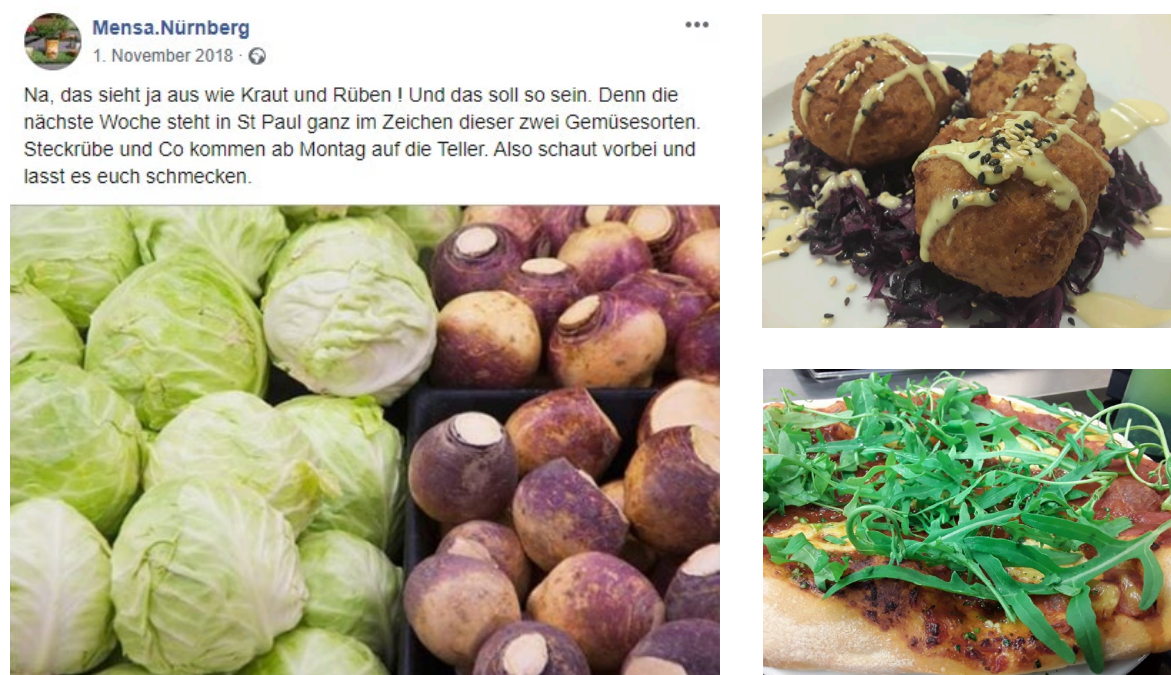 Mensa.Nürnberg
1. November 2018 ·
Na, das sieht ja aus wie Kraut und Rüben ! Und das soll so sein. Denn die
nächste Woche steht in St Paul ganz im Zeichen dieser zwei Gemüsesorten.
Steckrübe und Co kommen ab Montag auf die Teller. Also schaut vorbei und
lasst es euch schmecken.